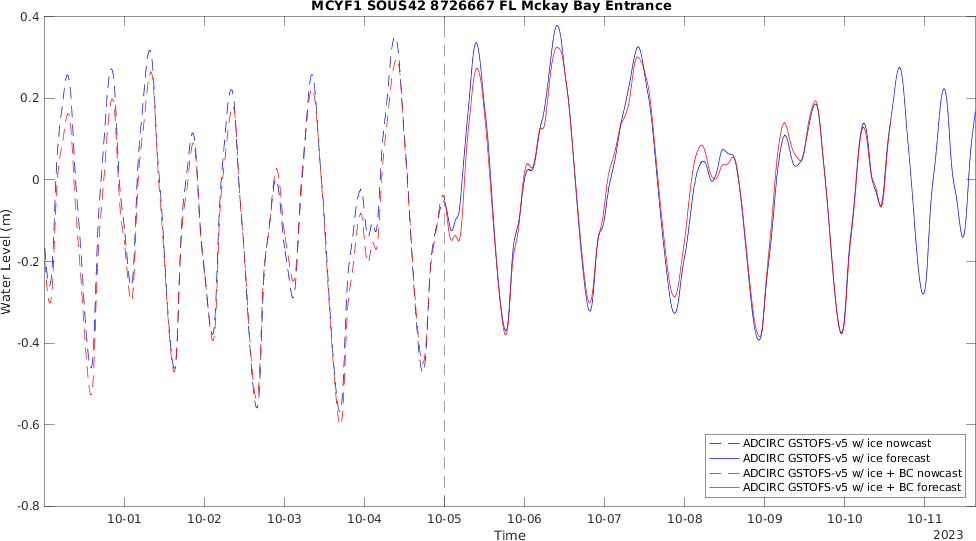 MCYF1 SOUS42 8726667 FL Mckay Bay Entrance
Water Level (m)
0.4
0.2
0
-0.2
-0.4
-0.6
-0.8
ADCIRC GSTOFS-v5 w/ ice nowcast
ADCIRC GSTOFS-v5 w/ ice forecast
ADCIRC GSTOFS-v5 w/ ice + BC nowcast
ADCIRC GSTOFS-v5 w/ ice + BC forecast
10-01 10-02 10-03 10-04 10-05 10-06 10-07 10-08 10-09 10-10 10-11
Time
2023